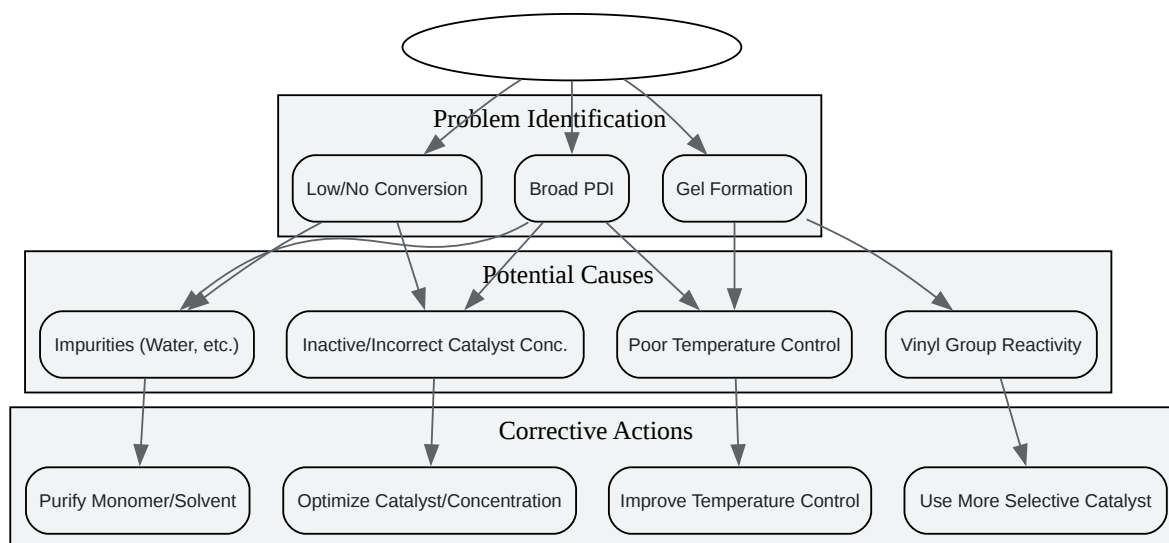 Problem Identification
Low/No Conversion
Broad PDI
Gel Formation
Potential Causes
Impurities (Water, etc.)
Inactive/Incorrect Catalyst Conc.
Poor Temperature Control
Vinyl Group Reactivity
Corrective Actions
Purify Monomer/Solvent
Optimize Catalyst/Concentration
Improve Temperature Control
Use More Selective Catalyst